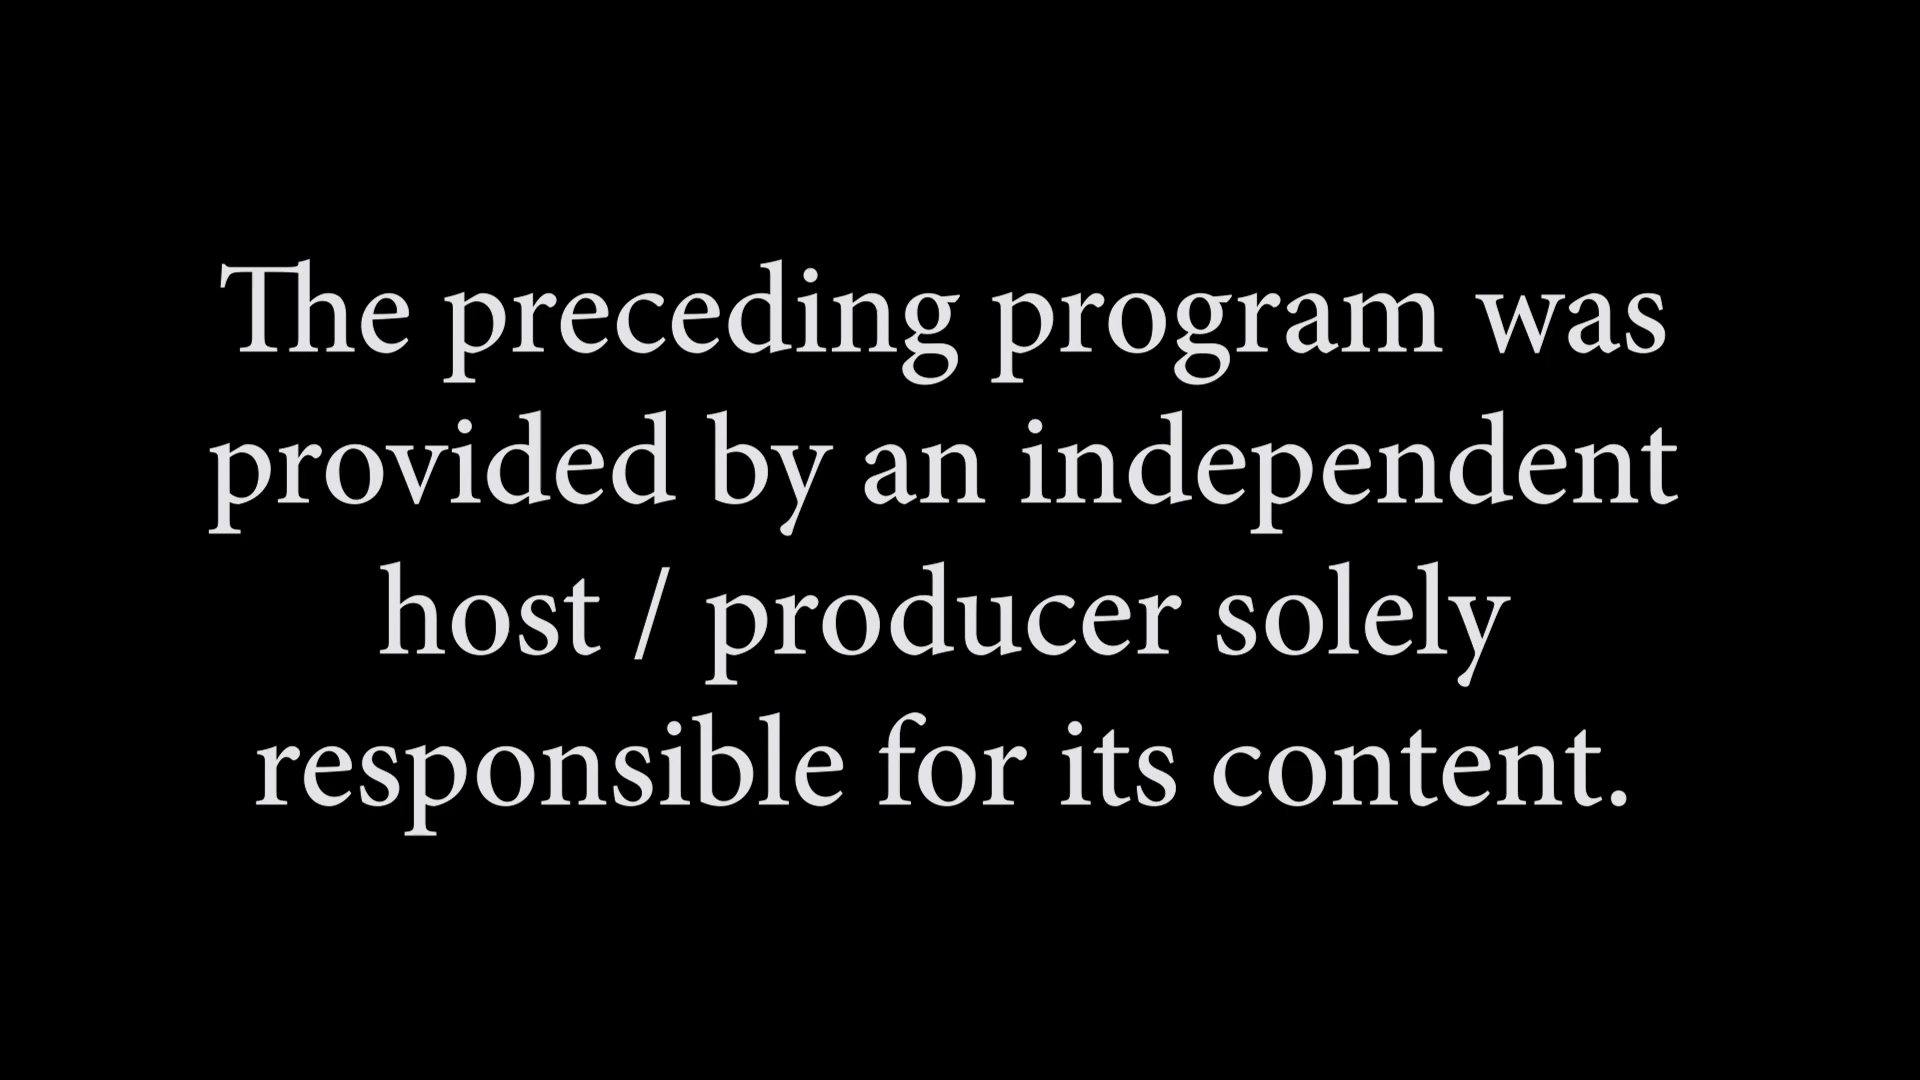 The preceding program was
provided by an independent
host / producer solely
responsible for its content.